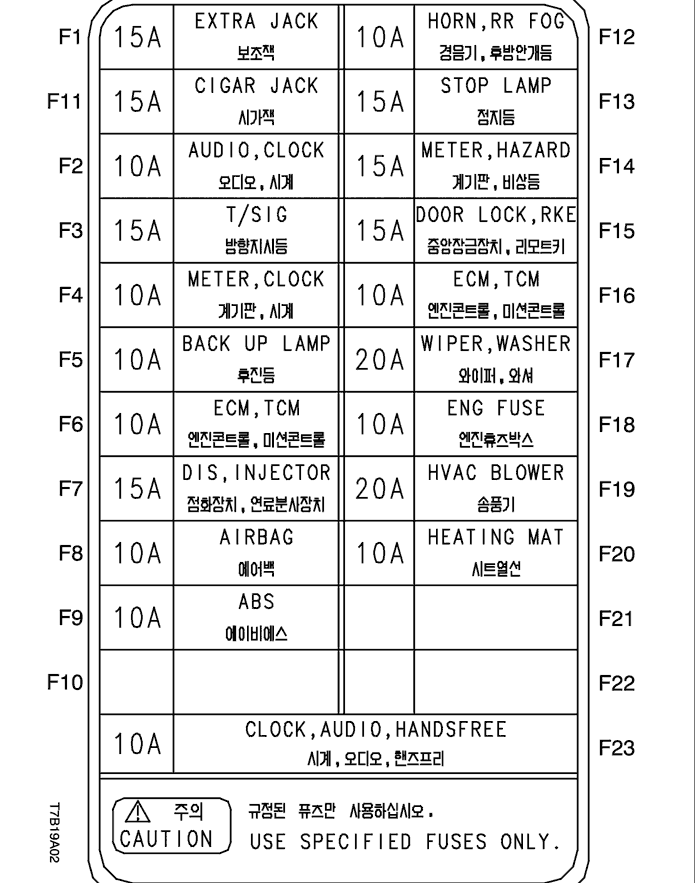 F1 15A EXTRA JACK 10A HORN,RR FOG F12
보조잭 경음기, 후방안개등
F11 15A CIGAR JACK 15A STOP LAMP F13
시가잭 정지등
F2 10A AUDIO,CLOCK 15A METER,HAZARD F14
오디오, 시계 계기판, 비상등
F3 15A T/SIG 15A DOOR LOCK,RKE F15
방향지시등 중앙잠금장치, 리모트키
F4 10A METER,CLOCK 10A ECM,TCM F16
계기판, 시계 엔진콘트롤, 미션콘트롤
F5 10A BACK UP LAMP 20A WIPER,WASHER F17
후진등 와이퍼, 와셔
F6 10A ECM,TCM 10A ENG FUSE F18
엔진콘트롤, 미션콘트롤 엔진휴즈박스
F7 15A DIS,INJECTOR 20A HVAC BLOWER F19
점화장치, 연료분사장치 송풍기
F8 10A AIRBAG 10A HEATING MAT F20
에어백 시트열선
F9 10A ABS F21
에이비에스
F10 F22
10A CLOCK,AUDIO,HANDSFREE F23
시계, 오디오, 핸즈프리
주의 규정된 퓨즈만 사용하십시오.
CAUTION USE SPECIFIED FUSES ONLY.
T7B19A02